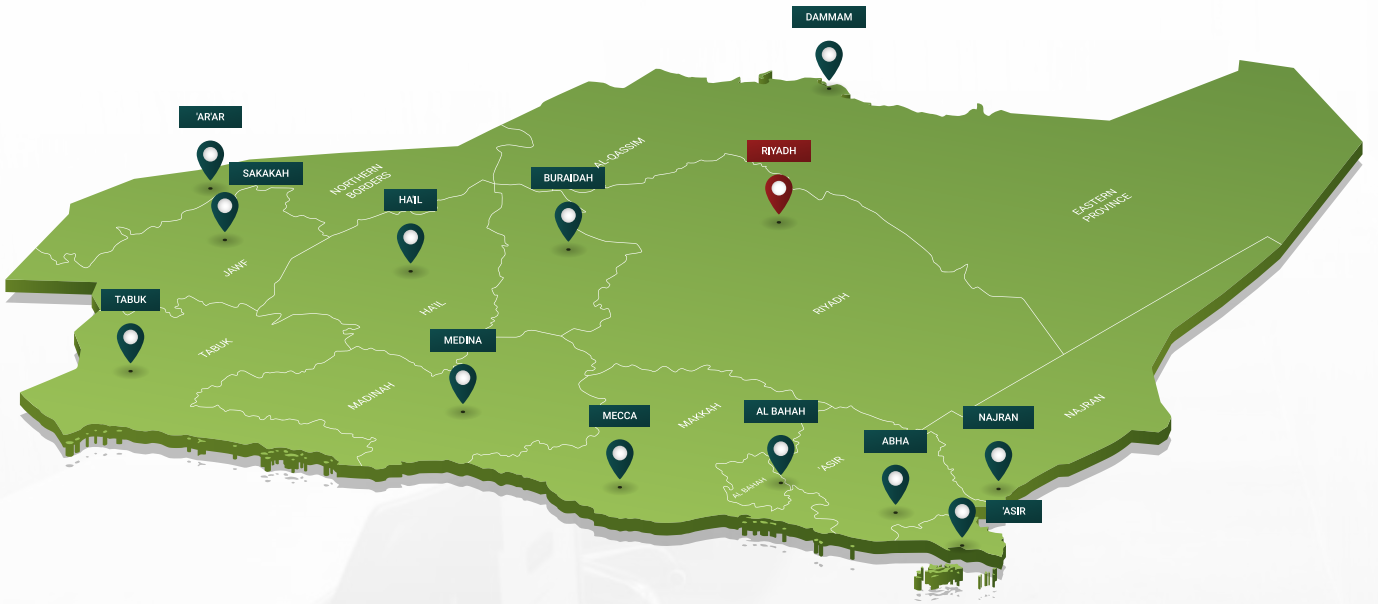 DAMMAM
'AR'AR
SAKAKAH
NORTHERN
BORDERS
AL-QASSIM
RIYADH
BURAIDAH
HA'IL
EASTERN
PROVINCE
JAWF
TABUK
HA'IL
RIYADH
TABUK
MEDINA
MADINAH
MECCA
MAKKAH
AL BAHAH
ABHA
NAJRAN
NAJRAN
'ASIR
AL BAHAH
'ASIR